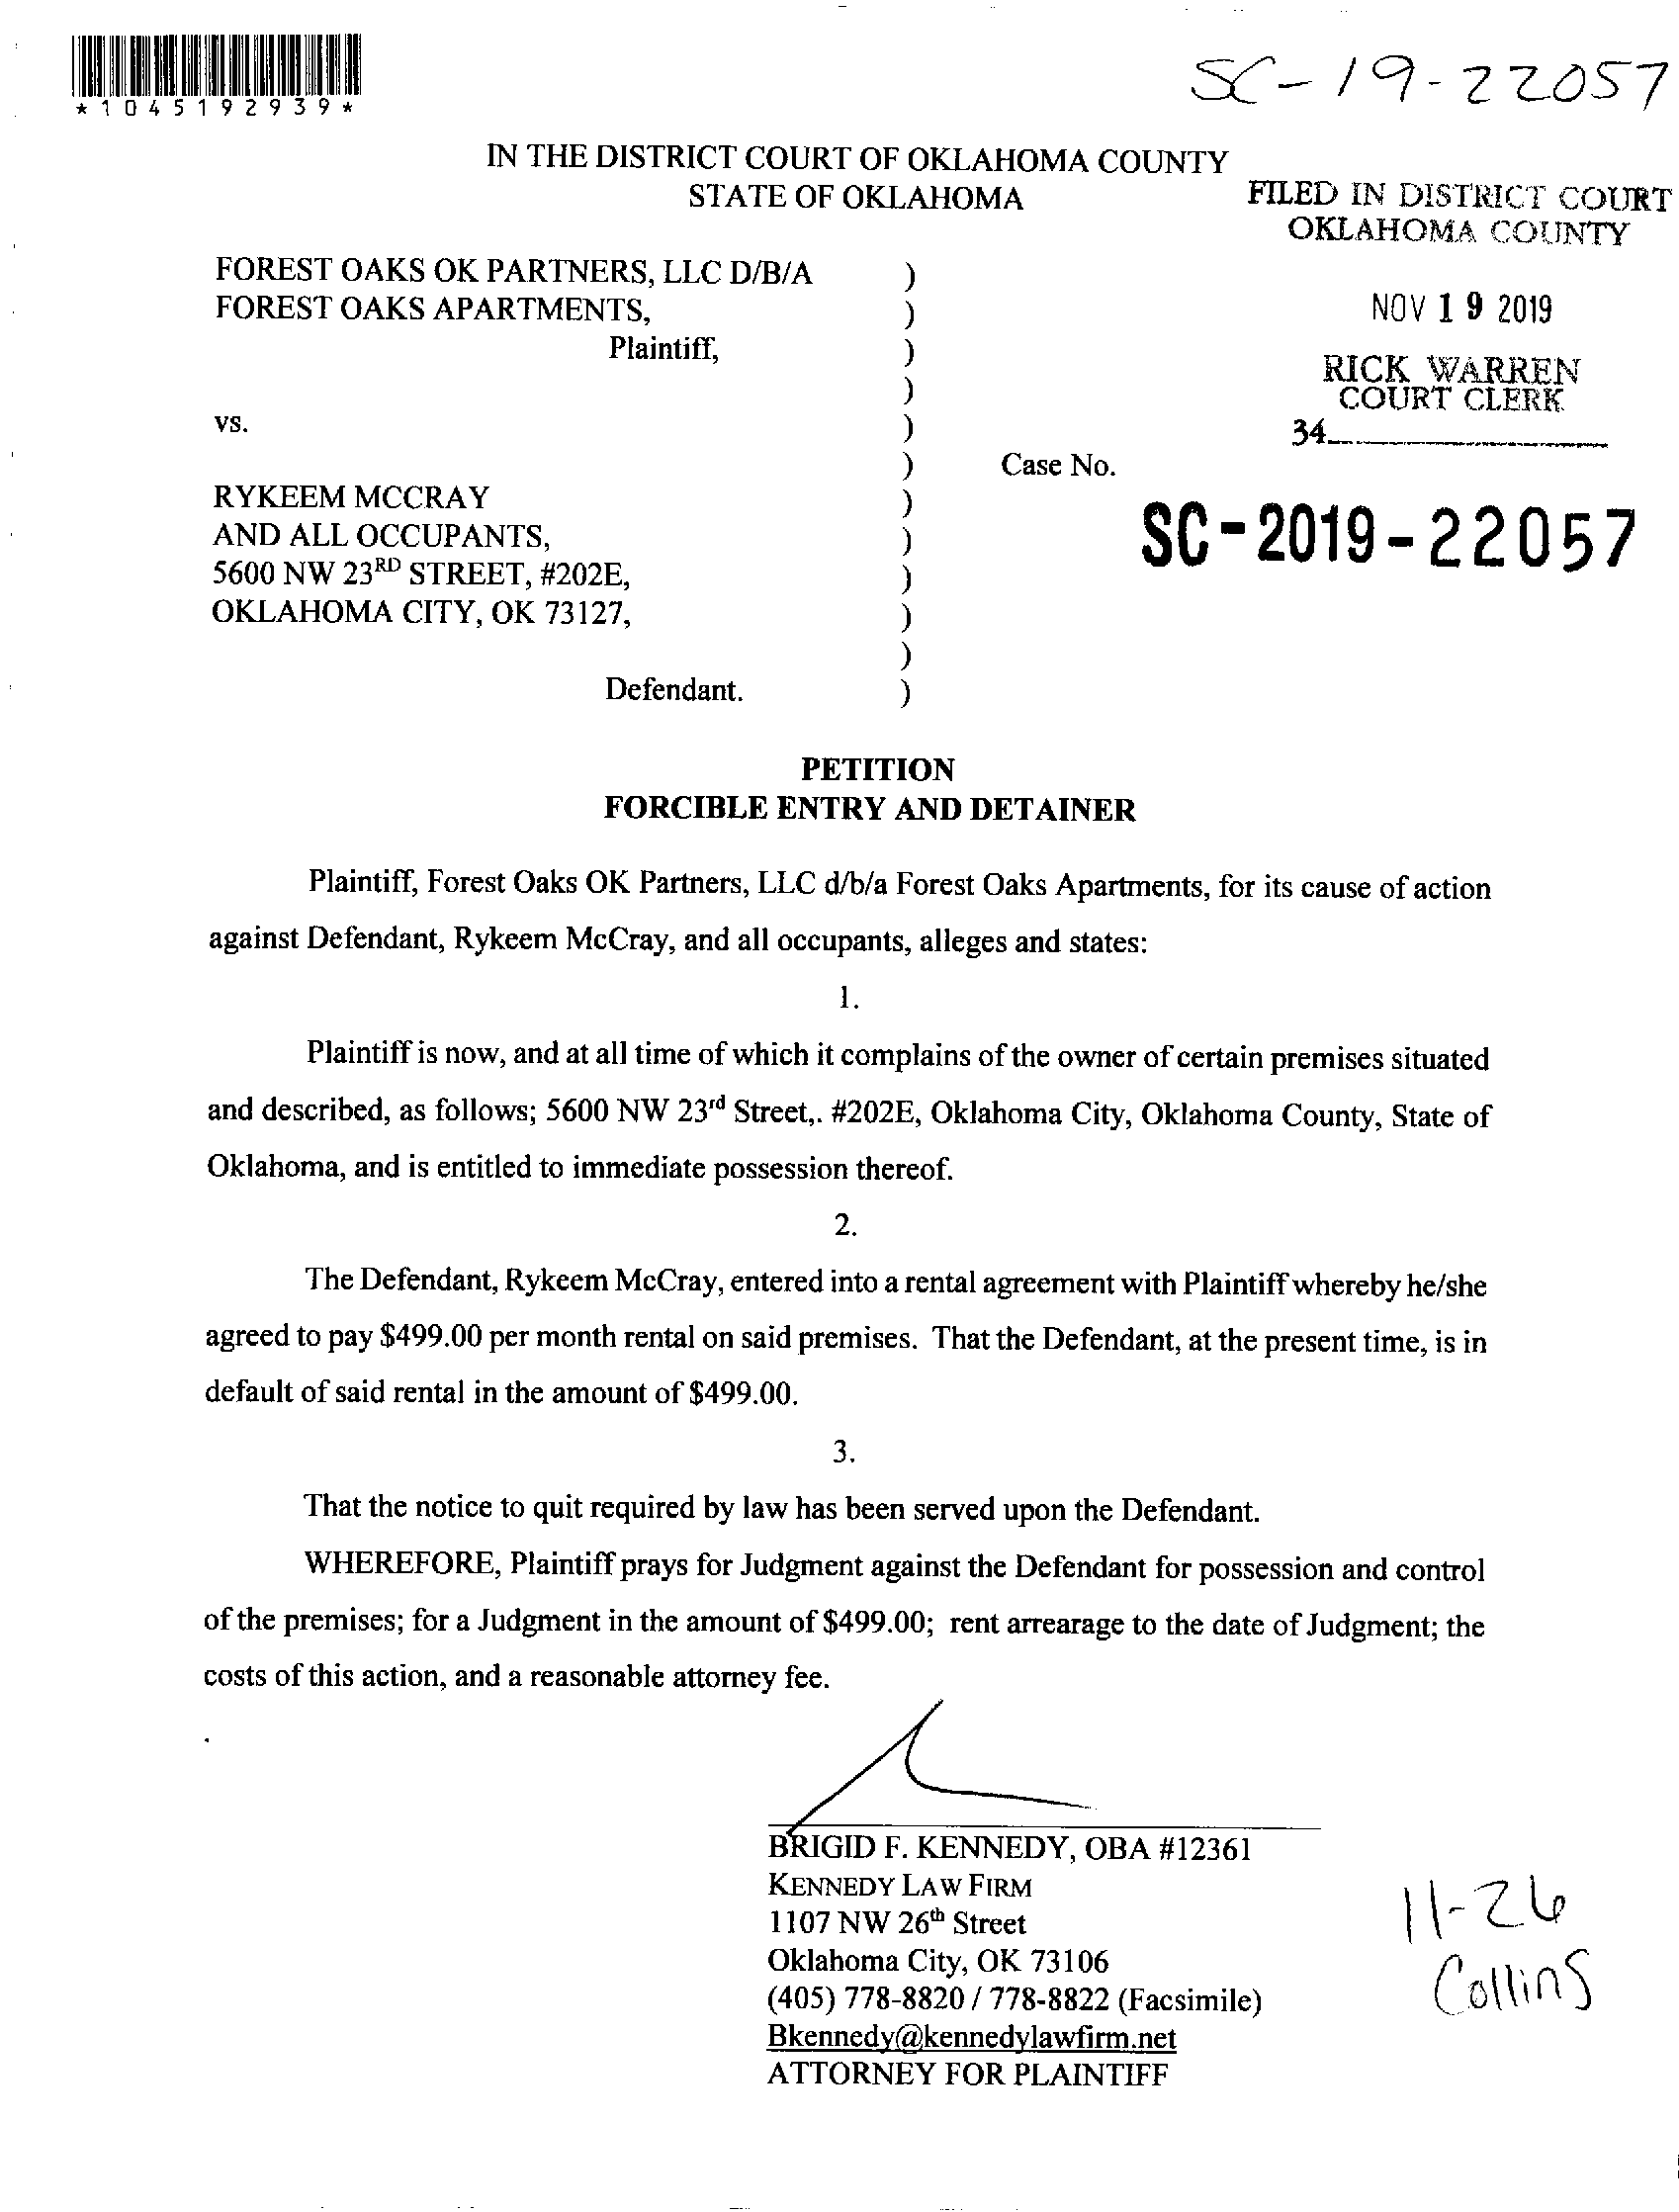 *1045192939*
SC-19-22057
IN THE DISTRICT COURT OF OKLAHOMA COUNTY
STATE OF OKLAHOMA
FILED IN DISTRICT COURT
OKLAHOMA COUNTY
FOREST OAKS OK PARTNERS, LLC D/B/A )
FOREST OAKS APARTMENTS, )
NOV 19 2019
Plaintiff, )
RICK WARREN
COURT CLERK
)
vs. )
34
) Case No.
RYKEEM MCCRAY )
AND ALL OCCUPANTS, )
SC-2019-22057
5600 NW 23RD STREET, #202E, )
OKLAHOMA CITY, OK 73127, )
)
Defendant. )
PETITION
FORCIBLE ENTRY AND DETAINER
Plaintiff, Forest Oaks OK Partners, LLC d/b/a Forest Oaks Apartments, for its cause of action
against Defendant, Rykeem McCray, and all occupants, alleges and states:
1.
Plaintiff is now, and at all time of which it complains of the owner of certain premises situated
and described, as follows; 5600 NW 23rd Street,. #202E, Oklahoma City, Oklahoma County, State of
Oklahoma, and is entitled to immediate possession thereof.
2.
The Defendant, Rykeem McCray, entered into a rental agreement with Plaintiff whereby he/she
agreed to pay $499.00 per month rental on said premises. That the Defendant, at the present time, is in
default of said rental in the amount of $499.00.
3.
That the notice to quit required by law has been served upon the Defendant.
WHEREFORE, Plaintiff prays for Judgment against the Defendant for possession and control
of the premises; for a Judgment in the amount of $499.00; rent arrearage to the date of Judgment; the
costs of this action, and a reasonable attorney fee.
BRIGID F. KENNEDY, OBA #12361
KENNEDY LAW FIRM
1107 NW 26th Street
Oklahoma City, OK 73106
(405) 778-8820 / 778-8822 (Facsimile)
Bkennedy@kennedylawfirm.net
ATTORNEY FOR PLAINTIFF
11-26
Collins